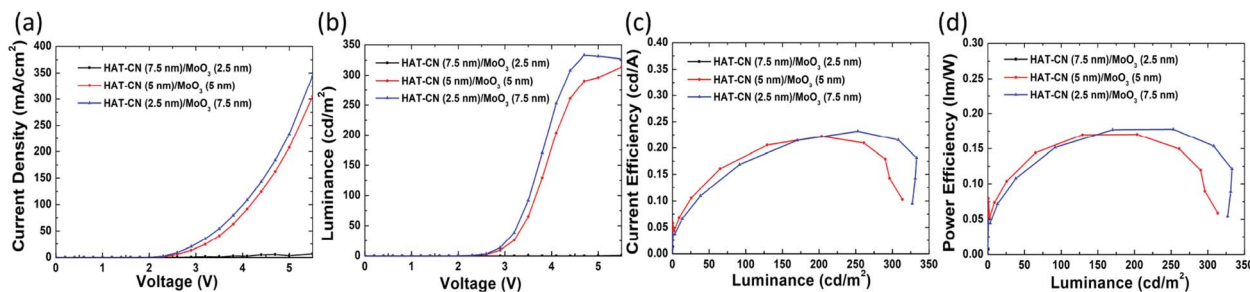 (a)
Current Density (mA/cm²)
400
350
300
250
200
150
100
50
0
HAT-CN (7.5 nm)/MoO₃ (2.5 nm)
HAT-CN (5 nm)/MoO₃ (5 nm)
HAT-CN (2.5 nm)/MoO₃ (7.5 nm)
0 1 2 3 4 5
Voltage (V)
(b)
Luminance (cd/m²)
350
300
250
200
150
100
50
0
HAT-CN (7.5 nm)/MoO₃ (2.5 nm)
HAT-CN (5 nm)/MoO₃ (5 nm)
HAT-CN (2.5 nm)/MoO₃ (7.5 nm)
0 1 2 3 4 5
Voltage (V)
(c)
Current Efficiency (cd/A)
0.40
0.35
0.30
0.25
0.20
0.15
0.10
0.05
0.00
HAT-CN (7.5 nm)/MoO₃ (2.5 nm)
HAT-CN (5 nm)/MoO₃ (5 nm)
HAT-CN (2.5 nm)/MoO₃ (7.5 nm)
0 50 100 150 200 250 300 350
Luminance (cd/m²)
(d)
Power Efficiency (lm/W)
0.30
0.25
0.20
0.15
0.10
0.05
0.00
HAT-CN (7.5 nm)/MoO₃ (2.5 nm)
HAT-CN (5 nm)/MoO₃ (5 nm)
HAT-CN (2.5 nm)/MoO₃ (7.5 nm)
0 50 100 150 200 250 300 350
Luminance (cd/m²)